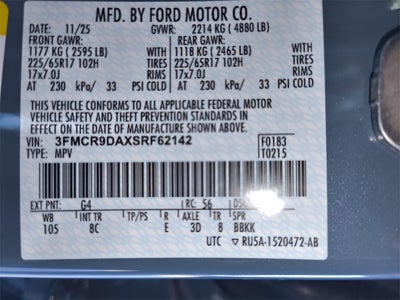 MFD. BY FORD MOTOR CO.
DATE: 11/25 GVWR: 2214 KG ( 4880 LB)
FRONT GAWR: REAR GAWR:
1177 KG ( 2595 LB) 1118 KG ( 2465 LB)
225/65R17 102H TIRES 225/65R17 102H TIRES
17x7.0J RIMS 17x7.0J RIMS
AT 230 kPa/ 33 PSI COLD AT 230 kPa/ 33 PSI COLD
THIS VEHICLE CONFORMS TO ALL APPLICABLE FEDERAL MOTOR
VEHICLE SAFETY AND THEFT PREVENTION STANDARDS IN EFFECT ON
THE DATE OF MANUFACTURE SHOWN ABOVE.
VIN: 3FMCR9DAXSRF62142 F0183
TYPE: MPV T0215
EXT PNT: G4 RC: 56 DSO:
WB INT TR TP/PS R AXLE TR SPR
105 8C E 3D 8 BBKK
UTC RU5A-1520472-AB